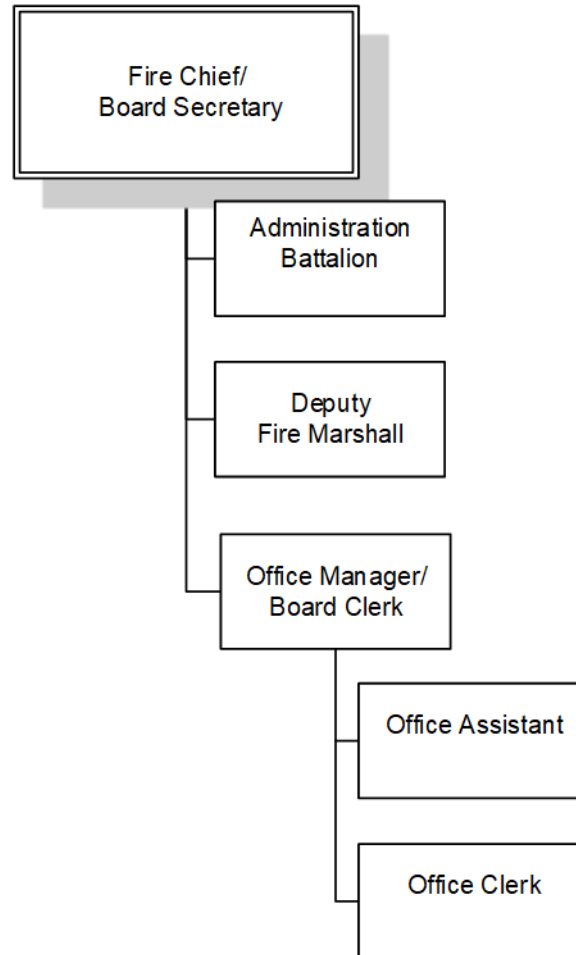 Fire Chief/
Board Secretary
Administration
Battalion
Deputy
Fire Marshall
Office Manager/
Board Clerk
Office Assistant
Office Clerk